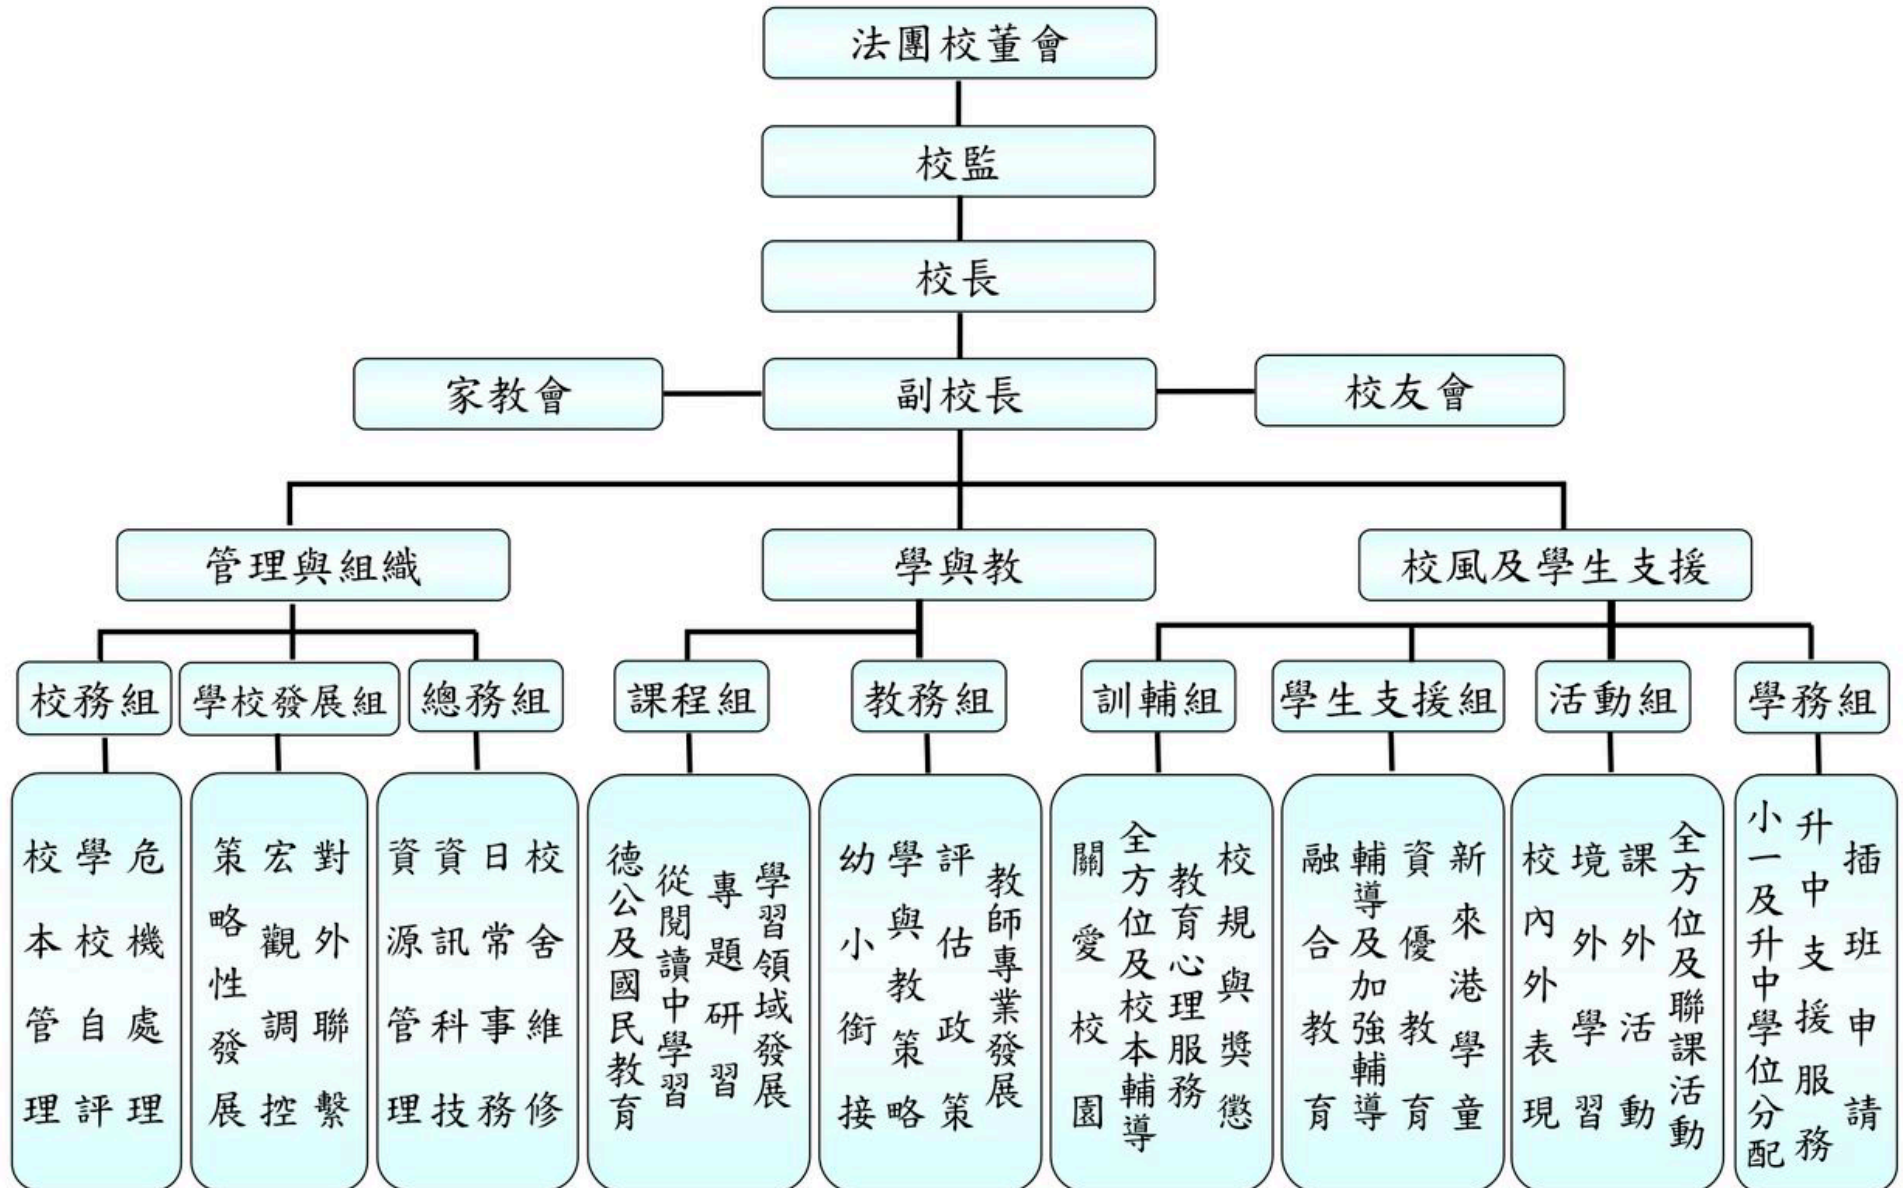 法團校董會
校監
校長
家教會
副校長
校友會
管理與組織
學與教
校風及學生支援
校務組
學校發展組
總務組
課程組
教務組
訓輔組
學生支援組
活動組
學務組
校本管理
學校自評
危機處理
策略性發展
宏觀調控
對外聯繫
資源管理
資訊科技
日常事務
校舍維修
德公及國民教育
從閱讀中學習
專題研習
學習領域發展
幼小銜接
學與教策略
評估政策
教師專業發展
關愛校園
全方位及校本輔導
教育心理服務
校規與獎懲
融合教育
輔導及加強輔導
資優教育
新來港學童
校內外表現
境外學習
課外活動
全方位及聯課活動
小一及升中學位分配
升中支援服務
插班申請